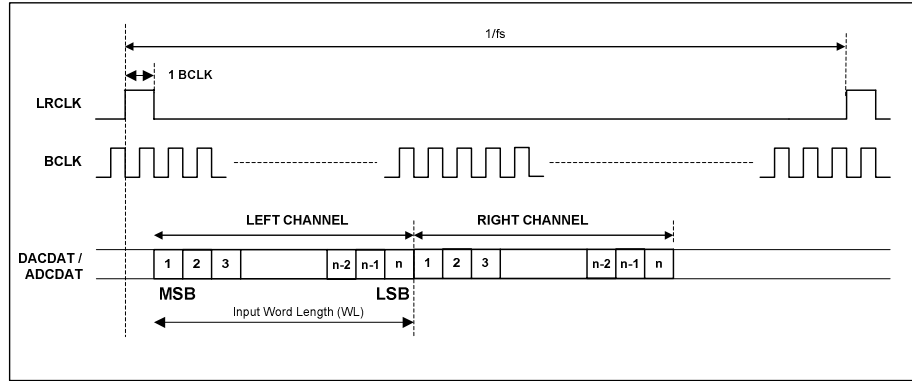 1/fs
1 BCLK
LRCLK
BCLK
LEFT CHANNEL
RIGHT CHANNEL
DACDAT /
ADCDAT
1 2 3 n-2 n-1 n 1 2 3 n-2 n-1 n
MSB LSB
Input Word Length (WL)